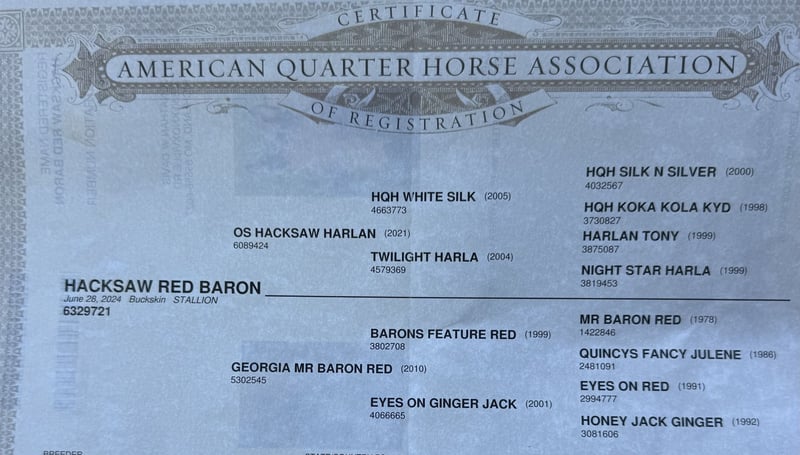 CERTIFICATE
AMERICAN QUARTER HORSE ASSOCIATION
OF REGISTRATION
HQH SILK N SILVER (2000)
4032567
HQH WHITE SILK (2005)
4663773
HQH KOKA KOLA KYD (1998)
3730827
OS HACKSAW HARLAN (2021)
6089424
HARLAN TONY (1999)
3875087
TWILIGHT HARLA (2004)
4579369
NIGHT STAR HARLA (1999)
3819453
HACKSAW RED BARON
June 28, 2024 Buckskin STALLION
6329721
MR BARON RED (1978)
1422846
BARONS FEATURE RED (1999)
3802708
QUINCYS FANCY JULENE (1986)
2481091
GEORGIA MR BARON RED (2010)
5302545
EYES ON RED (1991)
2994777
EYES ON GINGER JACK (2001)
4066665
HONEY JACK GINGER (1992)
3081606
BREEDER